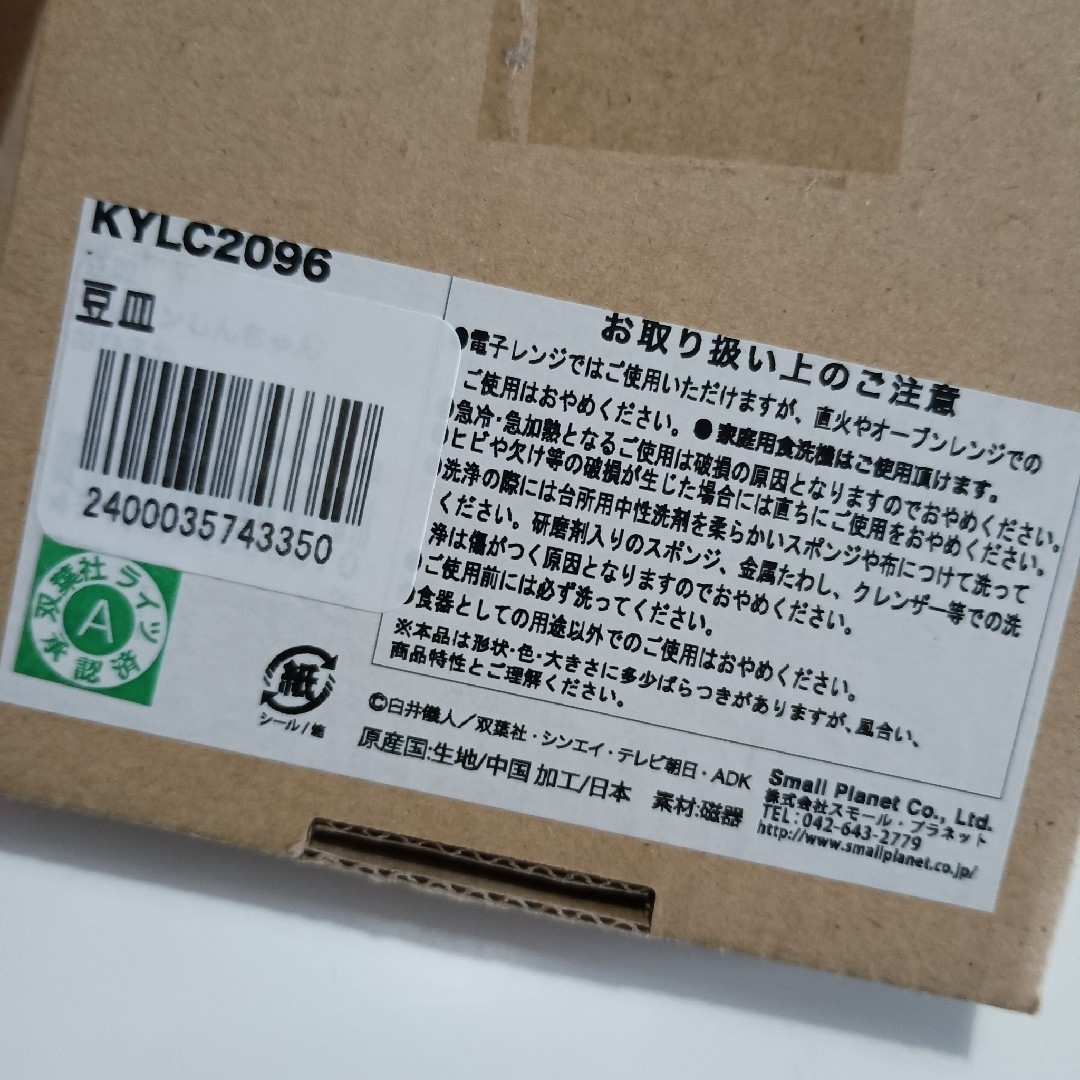 KYLC2096
豆皿
2400035743350
お取り扱い上のご注意
●電子レンジではご使用いただけますが、直火やオーブンレンジでの
ご使用はおやめください。●家庭用食洗機はご使用頂けます。
●急冷・急加熱となるご使用は破損の原因となりますのでおやめください。
●ヒビや欠け等の破損が生じた場合には直ちにご使用をおやめください。
●洗浄の際には台所用中性洗剤を柔らかいスポンジや布につけて洗って
ください。研磨剤入りのスポンジ、金属たわし、クレンザー等での洗
浄は傷がつく原因となりますのでおやめください。
●ご使用前には必ず洗ってください。
●食器としての用途以外でのご使用はおやめください。
※本品は形状・色・大きさに多少ばらつきがありますが、風合い、
商品特性とご理解ください。
双葉社ライツ
A
承認済
紙
シール/箱
©臼井儀人/双葉社・シンエイ・テレビ朝日・ADK
原産国:生地/中国 加工/日本 素材:磁器
Small Planet Co., Ltd.
株式会社スモール・プラネット
TEL:042-643-2779
http://www.smallplanet.co.jp/